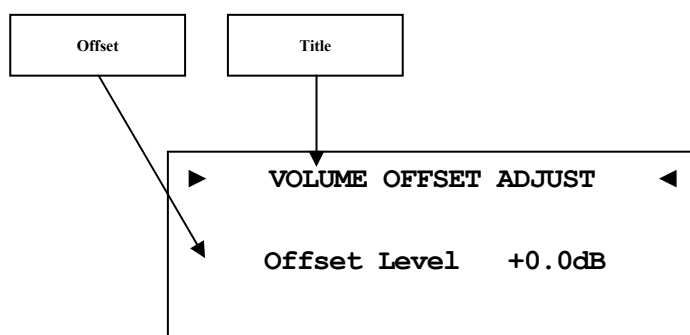 Offset
Title
► VOLUME OFFSET ADJUST ◄
Offset Level +0.0dB